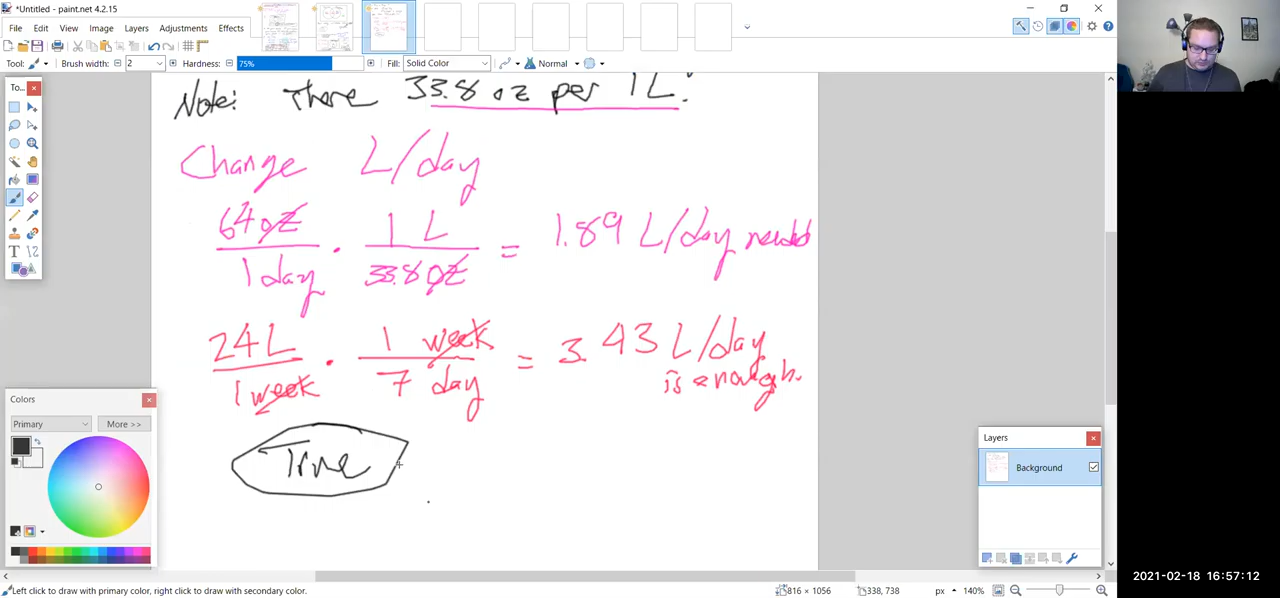 *Untitled - paint.net 4.2.15
File Edit View Image Layers Adjustments Effects
Tool: Brush width: 2 Hardness: 75% Fill: Solid Color Normal
To...
Note: There 33.8 oz per 1 L.
Change L/day
64 oz / 1 day · 1 L / 33.8 oz = 1.89 L/day needed
24 L / 1 week · 1 week / 7 day = 3.43 L/day
is enough.
True
Colors
Primary More >>
Layers
Background
Left click to draw with primary color, right click to draw with secondary color. 816 × 1056 338, 738 px 140%
2021-02-18 16:57:12